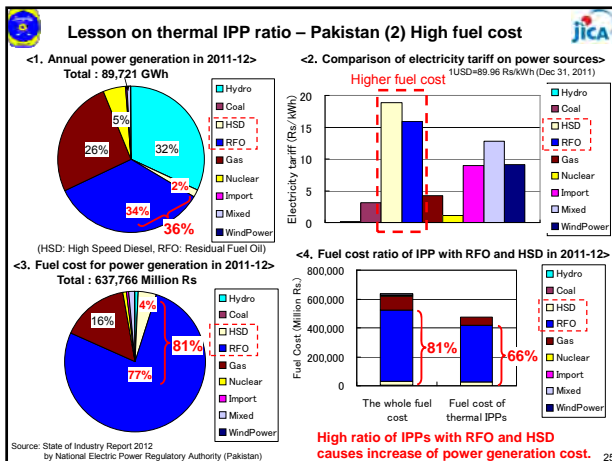 Lesson on thermal IPP ratio – Pakistan (2) High fuel cost
jica
<1. Annual power generation in 2011-12>
Total : 89,721 GWh
5%
26%
32%
2%
34%
36%
Hydro
Coal
HSD
RFO
Gas
Nuclear
Import
Mixed
WindPower
(HSD: High Speed Diesel, RFO: Residual Fuel Oil)
<2. Comparison of electricity tariff on power sources>
1USD=89.96 Rs/kWh (Dec 31, 2011)
Higher fuel cost
Electricity tariff (Rs/kWh)
20
15
10
5
0
Hydro
Coal
HSD
RFO
Gas
Nuclear
Import
Mixed
WindPower
<3. Fuel cost for power generation in 2011-12>
Total : 637,766 Million Rs
4%
16%
81%
77%
Hydro
Coal
HSD
RFO
Gas
Nuclear
Import
Mixed
WindPower
<4. Fuel cost ratio of IPP with RFO and HSD in 2011-12>
Fuel Cost (Million Rs.)
800,000
600,000
400,000
200,000
0
81%
66%
The whole fuel
cost
Fuel cost of
thermal IPPs
Hydro
Coal
HSD
RFO
Gas
Nuclear
Import
Mixed
WindPower
Source: State of Industry Report 2012
by National Electric Power Regulatory Authority (Pakistan)
High ratio of IPPs with RFO and HSD
causes increase of power generation cost.